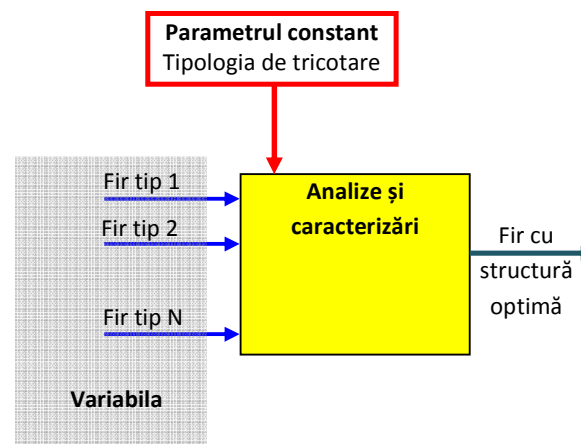 Parametrul constant
Tipologia de tricotare
Fir tip 1
Fir tip 2
Fir tip N
Variabila
Analize și
caracterizări
Fir cu
structură
optimă